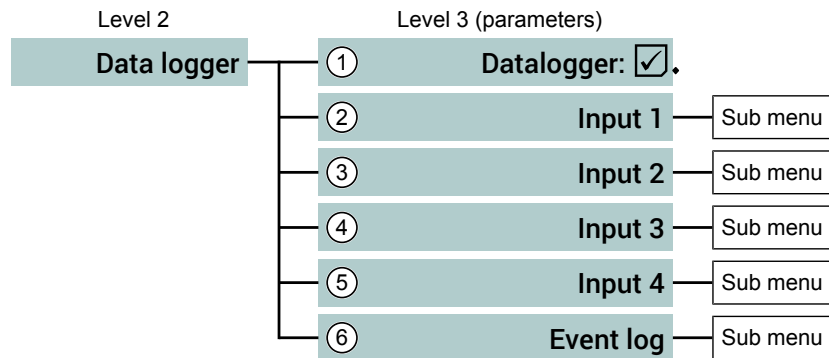 Level 2 Level 3 (parameters)
Data logger 1 Datalogger:
2 Input 1 Sub menu
3 Input 2 Sub menu
4 Input 3 Sub menu
5 Input 4 Sub menu
6 Event log Sub menu